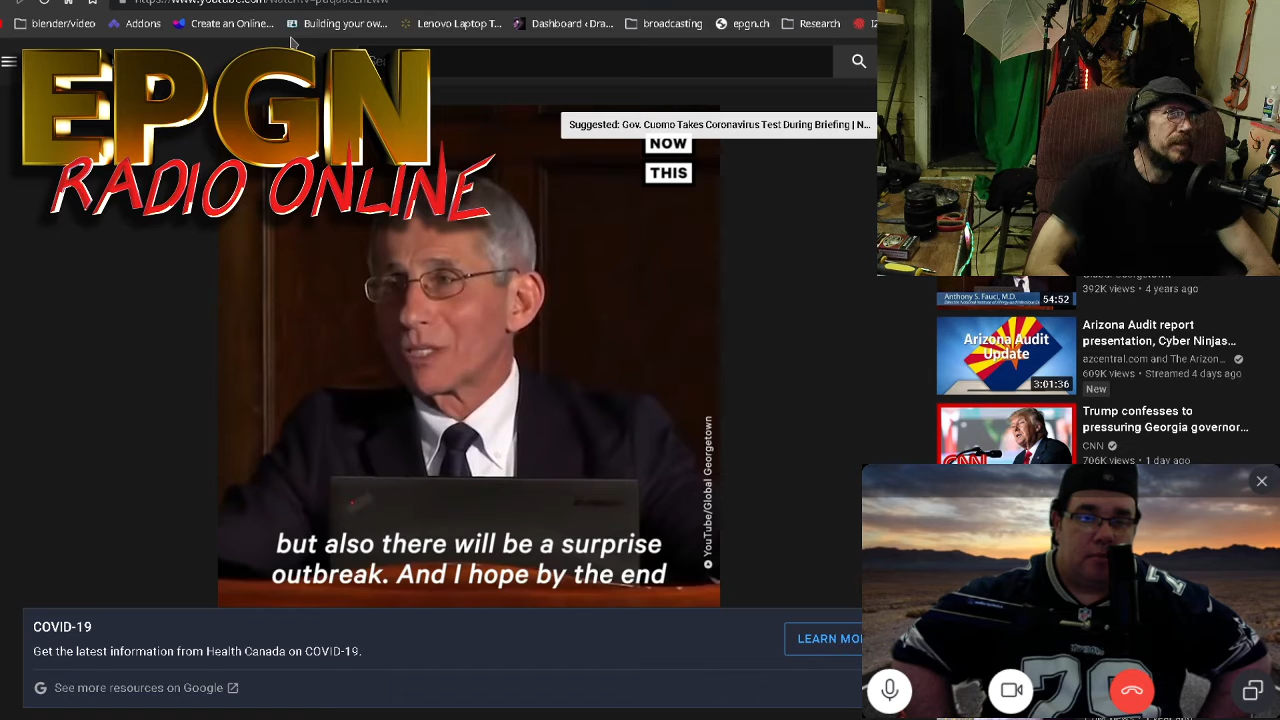 blender/video
Addons
Create an Online...
Building your ow...
Lenovo Laptop T...
Dashboard ‹ Dra...
broadcasting
epgn.ch
Research
EPGN
RADIO ONLINE
Suggested: Gov. Cuomo Takes Coronavirus Test During Briefing | N...
NOW
THIS
YouTube/Global Georgetown
but also there will be a surprise
outbreak. And I hope by the end
COVID-19
Get the latest information from Health Canada on COVID-19.
LEARN MO
See more resources on Google
392K views • 4 years ago
Anthony S. Fauci, M.D.
54:52
Arizona Audit report
presentation, Cyber Ninjas...
azcentral.com and The Arizon...
609K views • Streamed 4 days ago
New
Arizona Audit
Update
3:01:36
Trump confesses to
pressuring Georgia governor...
CNN
706K views • 1 day ago